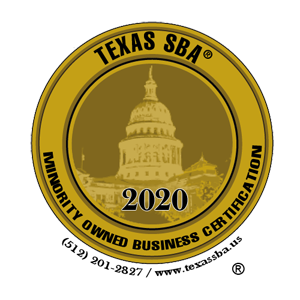 TEXAS SBA®
2020
MINORITY OWNED BUSINESS CERTIFICATION
(512) 201-2827 / www.texassba.us
®